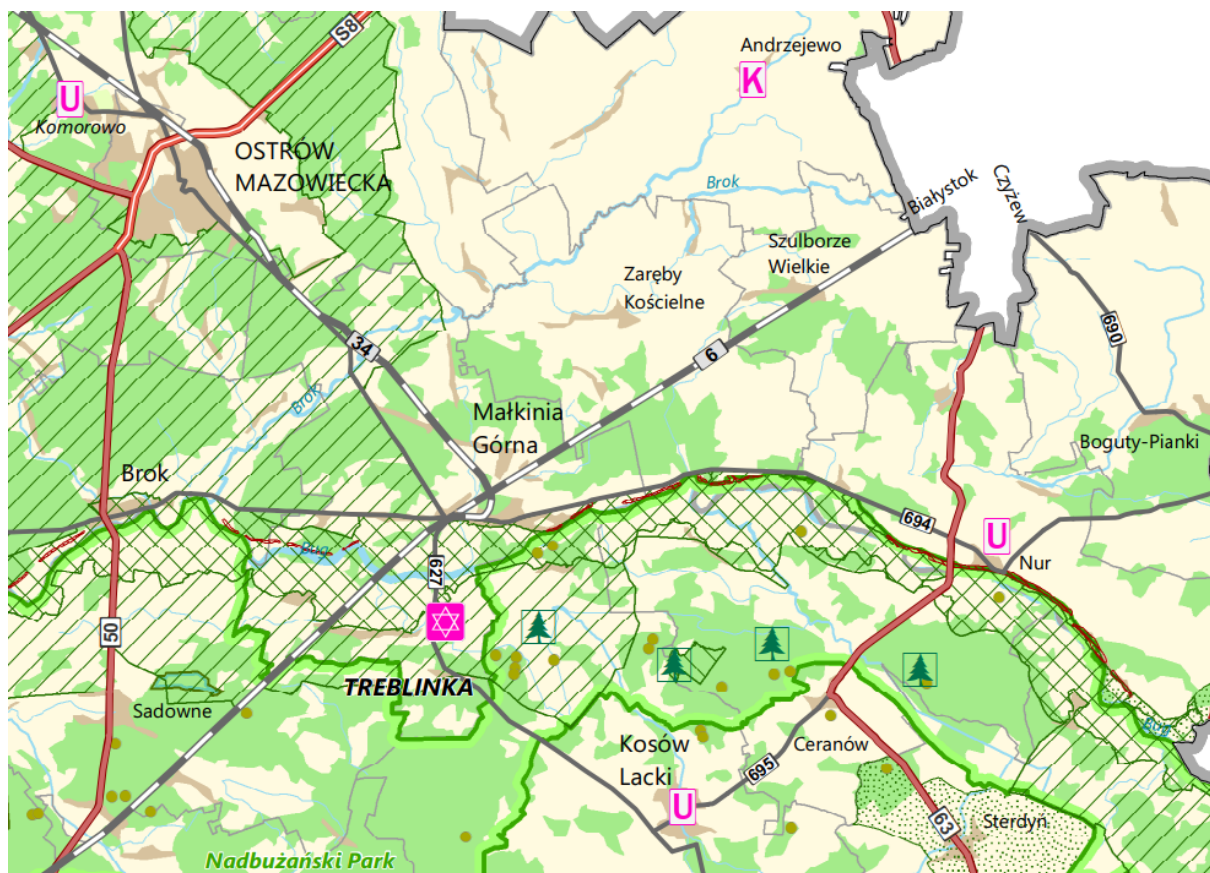 S8
Andrzejewo
K
U
Komorowo
OSTRÓW
MAZOWIECKA
Brok
Białystok
Czyżew
Szulborze
Wielkie
Zaręby
Kościelne
690
34
6
Brok
Małkinia
Górna
Boguty-Pianki
Brok
694
U
Nur
Bug
627
50
TREBLINKA
Sadowne
Bug
Kosów
Lacki
Ceranów
695
U
63
Sterdyń
Nadbużański Park